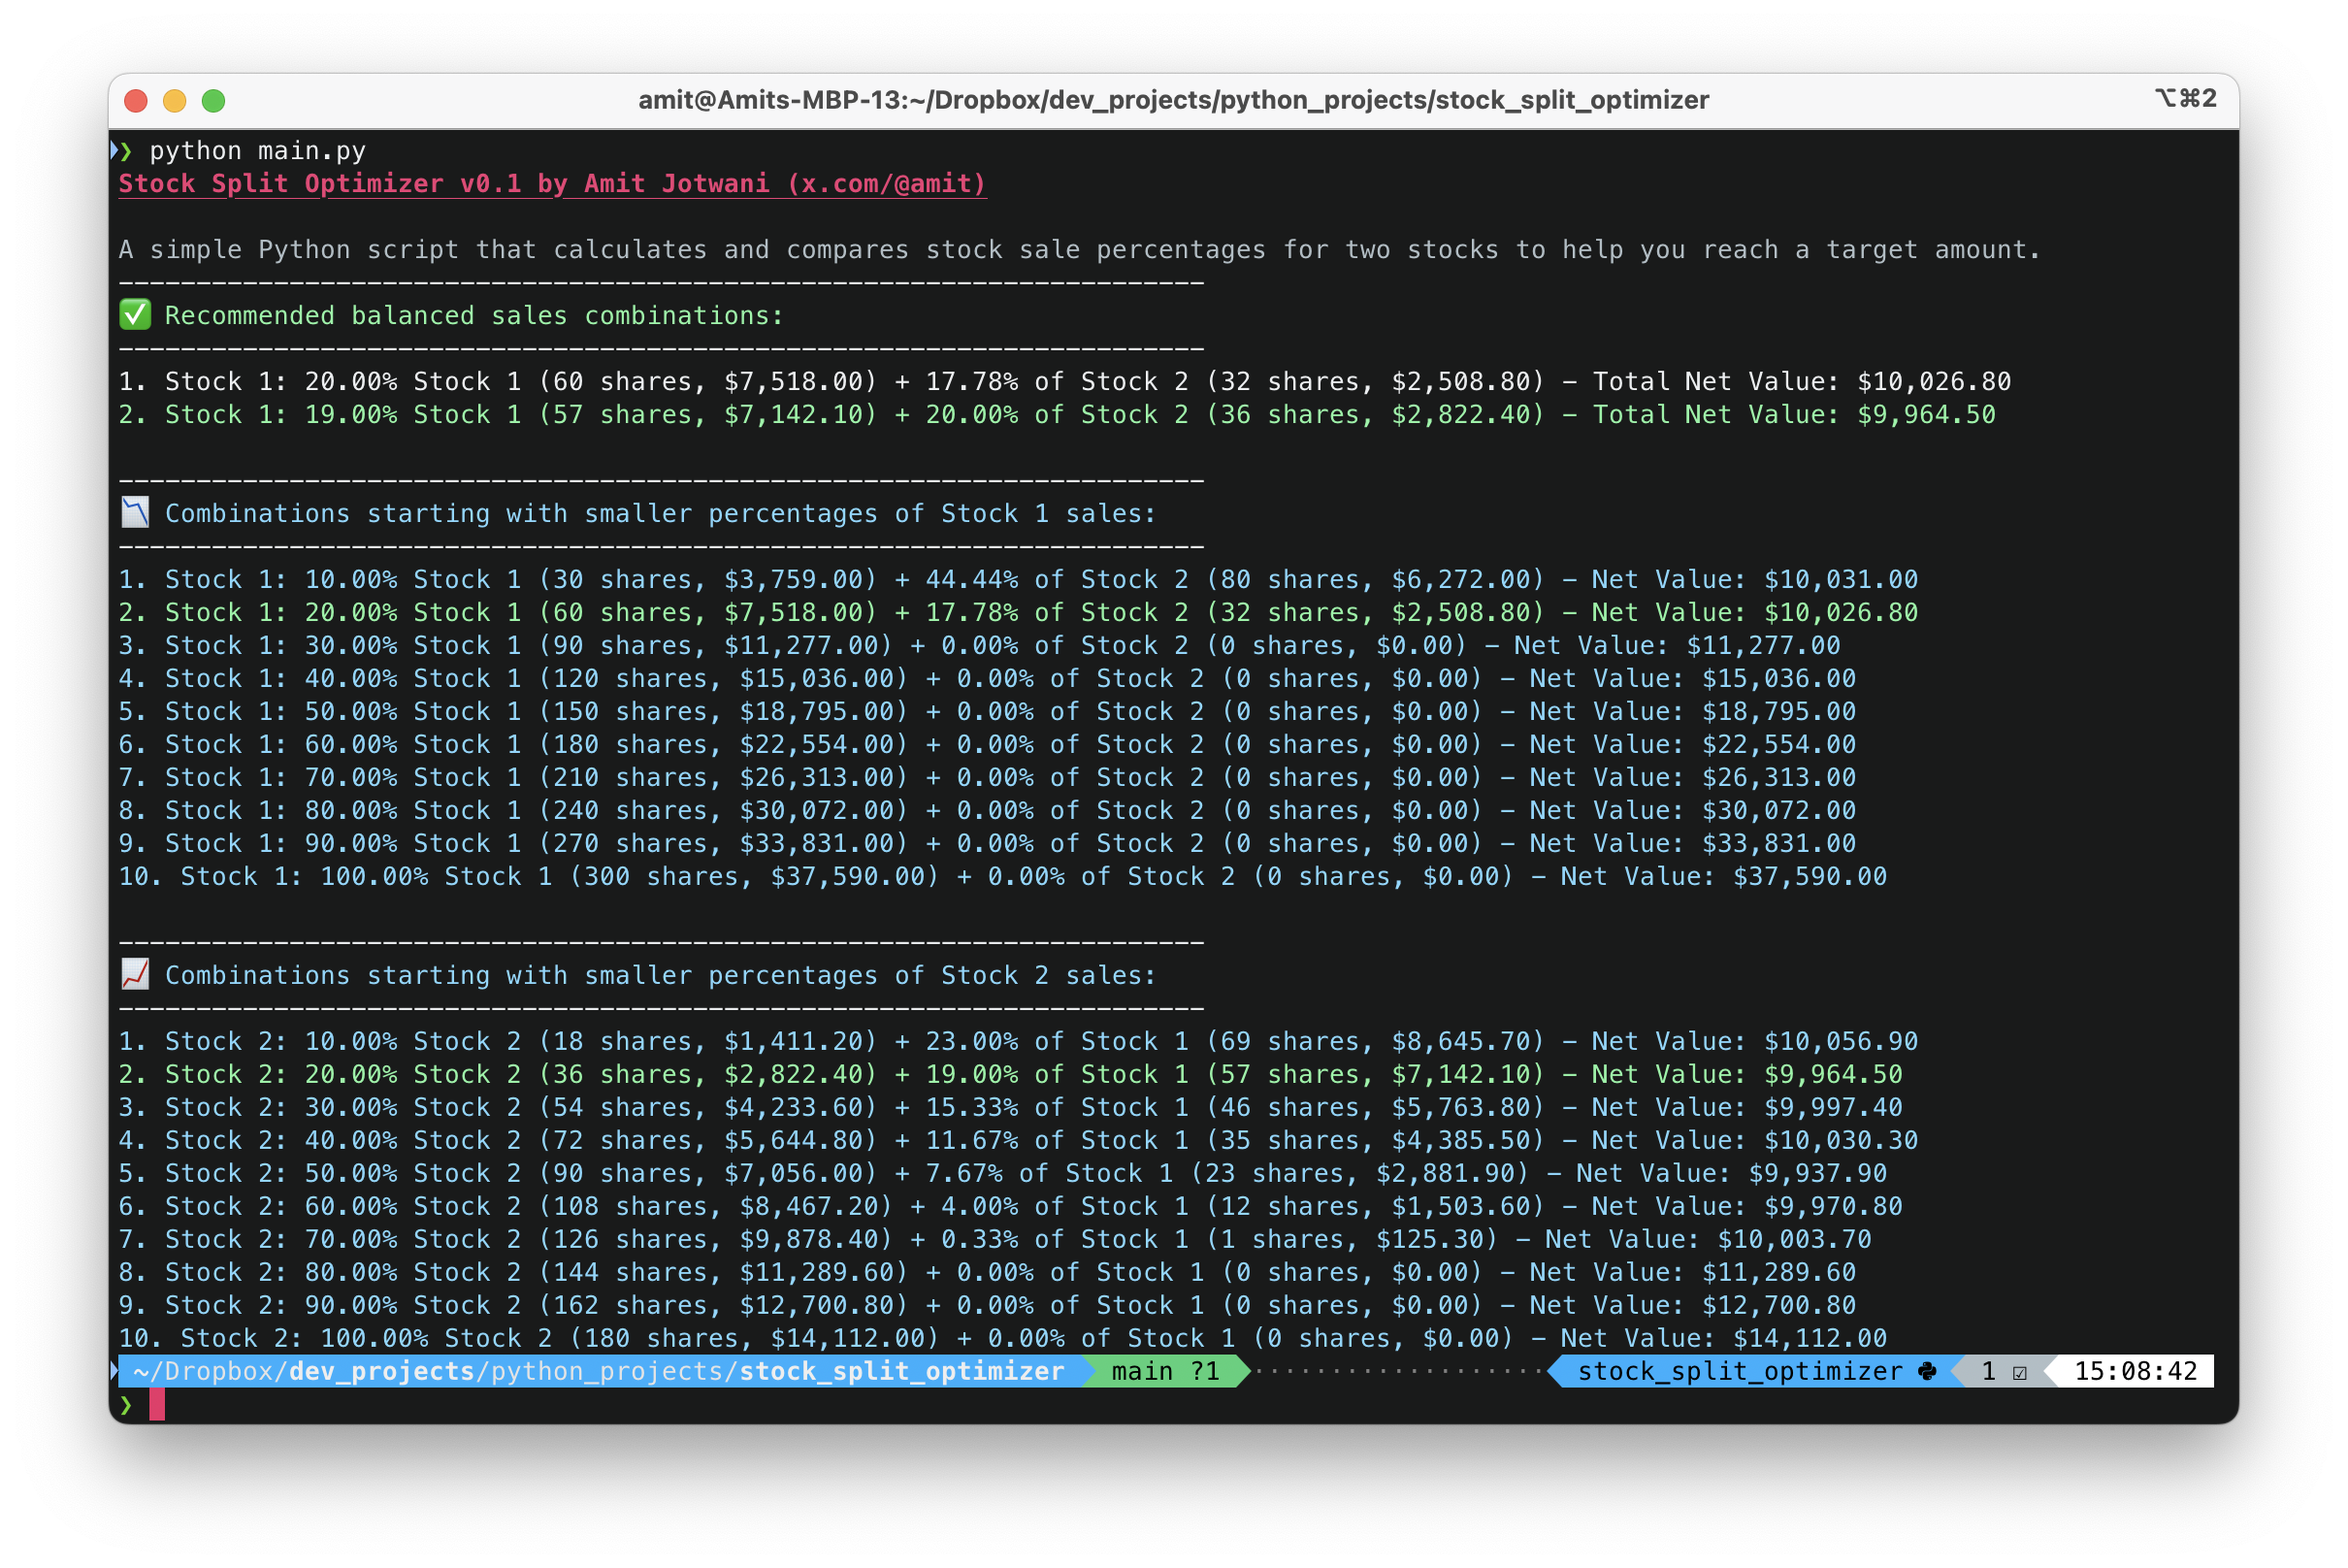 amit@Amits-MBP-13:~/Dropbox/dev_projects/python_projects/stock_split_optimizer ⌥⌘2
❯ python main.py
Stock Split Optimizer v0.1 by Amit Jotwani (x.com/@amit)
A simple Python script that calculates and compares stock sale percentages for two stocks to help you reach a target amount.
----------------------------------------------------------------------
✅ Recommended balanced sales combinations:
----------------------------------------------------------------------
1. Stock 1: 20.00% Stock 1 (60 shares, $7,518.00) + 17.78% of Stock 2 (32 shares, $2,508.80) - Total Net Value: $10,026.80
2. Stock 1: 19.00% Stock 1 (57 shares, $7,142.10) + 20.00% of Stock 2 (36 shares, $2,822.40) - Total Net Value: $9,964.50
----------------------------------------------------------------------
📉 Combinations starting with smaller percentages of Stock 1 sales:
----------------------------------------------------------------------
1. Stock 1: 10.00% Stock 1 (30 shares, $3,759.00) + 44.44% of Stock 2 (80 shares, $6,272.00) - Net Value: $10,031.00
2. Stock 1: 20.00% Stock 1 (60 shares, $7,518.00) + 17.78% of Stock 2 (32 shares, $2,508.80) - Net Value: $10,026.80
3. Stock 1: 30.00% Stock 1 (90 shares, $11,277.00) + 0.00% of Stock 2 (0 shares, $0.00) - Net Value: $11,277.00
4. Stock 1: 40.00% Stock 1 (120 shares, $15,036.00) + 0.00% of Stock 2 (0 shares, $0.00) - Net Value: $15,036.00
5. Stock 1: 50.00% Stock 1 (150 shares, $18,795.00) + 0.00% of Stock 2 (0 shares, $0.00) - Net Value: $18,795.00
6. Stock 1: 60.00% Stock 1 (180 shares, $22,554.00) + 0.00% of Stock 2 (0 shares, $0.00) - Net Value: $22,554.00
7. Stock 1: 70.00% Stock 1 (210 shares, $26,313.00) + 0.00% of Stock 2 (0 shares, $0.00) - Net Value: $26,313.00
8. Stock 1: 80.00% Stock 1 (240 shares, $30,072.00) + 0.00% of Stock 2 (0 shares, $0.00) - Net Value: $30,072.00
9. Stock 1: 90.00% Stock 1 (270 shares, $33,831.00) + 0.00% of Stock 2 (0 shares, $0.00) - Net Value: $33,831.00
10. Stock 1: 100.00% Stock 1 (300 shares, $37,590.00) + 0.00% of Stock 2 (0 shares, $0.00) - Net Value: $37,590.00
----------------------------------------------------------------------
📈 Combinations starting with smaller percentages of Stock 2 sales:
----------------------------------------------------------------------
1. Stock 2: 10.00% Stock 2 (18 shares, $1,411.20) + 23.00% of Stock 1 (69 shares, $8,645.70) - Net Value: $10,056.90
2. Stock 2: 20.00% Stock 2 (36 shares, $2,822.40) + 19.00% of Stock 1 (57 shares, $7,142.10) - Net Value: $9,964.50
3. Stock 2: 30.00% Stock 2 (54 shares, $4,233.60) + 15.33% of Stock 1 (46 shares, $5,763.80) - Net Value: $9,997.40
4. Stock 2: 40.00% Stock 2 (72 shares, $5,644.80) + 11.67% of Stock 1 (35 shares, $4,385.50) - Net Value: $10,030.30
5. Stock 2: 50.00% Stock 2 (90 shares, $7,056.00) + 7.67% of Stock 1 (23 shares, $2,881.90) - Net Value: $9,937.90
6. Stock 2: 60.00% Stock 2 (108 shares, $8,467.20) + 4.00% of Stock 1 (12 shares, $1,503.60) - Net Value: $9,970.80
7. Stock 2: 70.00% Stock 2 (126 shares, $9,878.40) + 0.33% of Stock 1 (1 shares, $125.30) - Net Value: $10,003.70
8. Stock 2: 80.00% Stock 2 (144 shares, $11,289.60) + 0.00% of Stock 1 (0 shares, $0.00) - Net Value: $11,289.60
9. Stock 2: 90.00% Stock 2 (162 shares, $12,700.80) + 0.00% of Stock 1 (0 shares, $0.00) - Net Value: $12,700.80
10. Stock 2: 100.00% Stock 2 (180 shares, $14,112.00) + 0.00% of Stock 1 (0 shares, $0.00) - Net Value: $14,112.00
~/Dropbox/dev_projects/python_projects/stock_split_optimizer main ?1 ··················· stock_split_optimizer 1 ☑ 15:08:42
❯